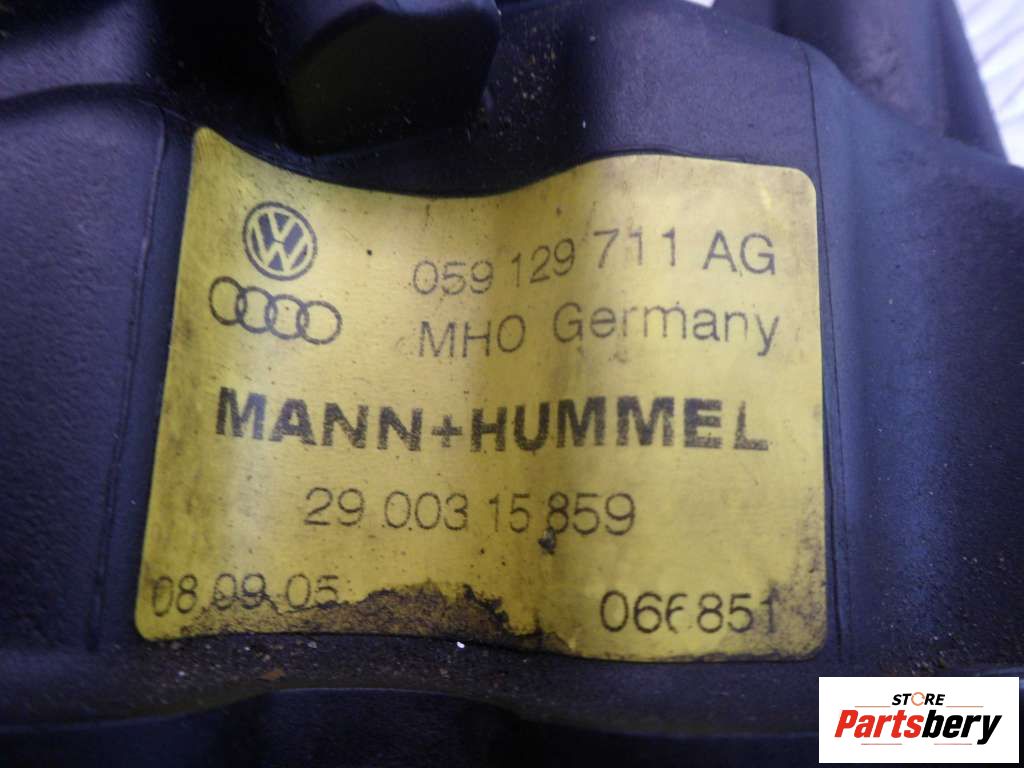 059 129 711 AG
MHO Germany
MANN+HUMMEL
29 003 15 859
08.09.05 066851
STORE
Partsbery